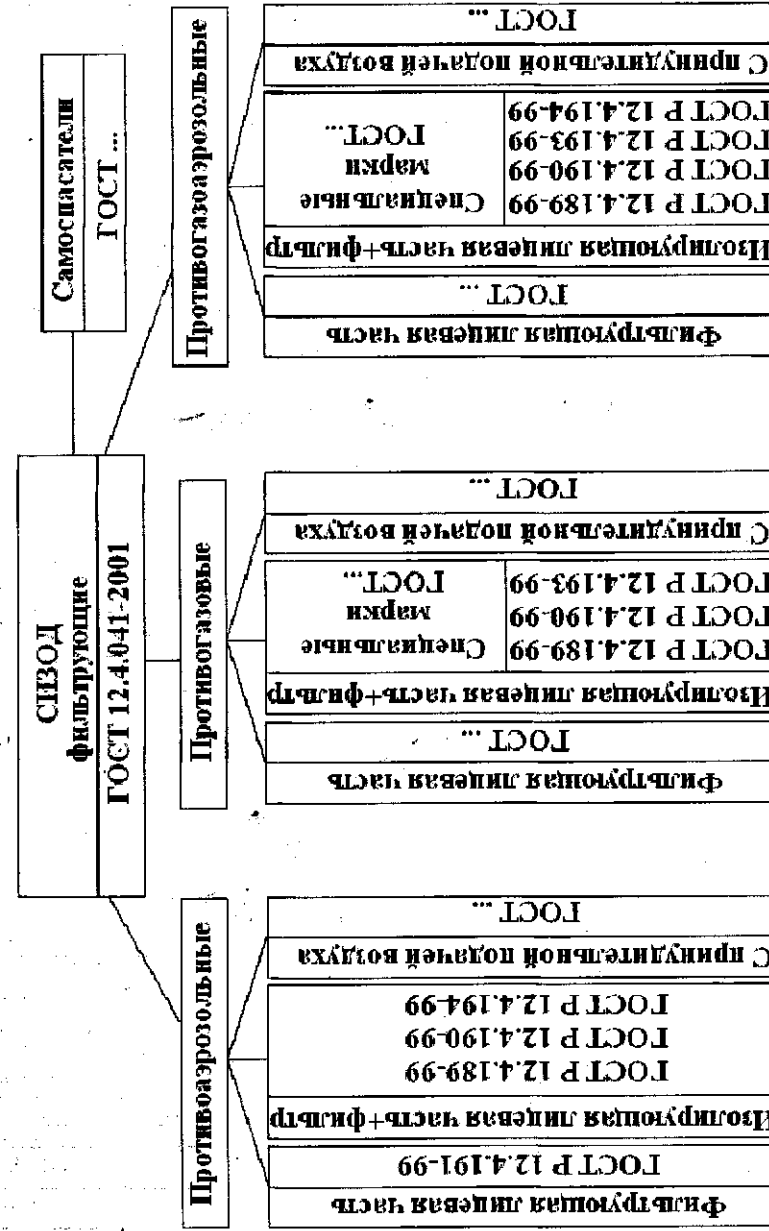 СИЗОД
фильтрующие
ГОСТ 12.4.041-2001
Самоспасатели
ГОСТ ...
Противоаэрозольные
Фильтрующая лицевая часть
ГОСТ Р 12.4.191-99
Изолирующая лицевая часть+фильтр
ГОСТ Р 12.4.189-99
ГОСТ Р 12.4.190-99
ГОСТ Р 12.4.194-99
С принудительной подачей воздуха
ГОСТ ...
Противогазовые
Фильтрующая лицевая часть
ГОСТ ...
Изолирующая лицевая часть+фильтр
ГОСТ Р 12.4.189-99
ГОСТ Р 12.4.190-99
ГОСТ Р 12.4.193-99
Специальные
марки
ГОСТ...
С принудительной подачей воздуха
ГОСТ ...
Противогазоаэрозольные
Фильтрующая лицевая часть
ГОСТ ...
Изолирующая лицевая часть+фильтр
ГОСТ Р 12.4.189-99
ГОСТ Р 12.4.190-99
ГОСТ Р 12.4.193-99
ГОСТ Р 12.4.194-99
Специальные
марки
ГОСТ...
С принудительной подачей воздуха
ГОСТ ...